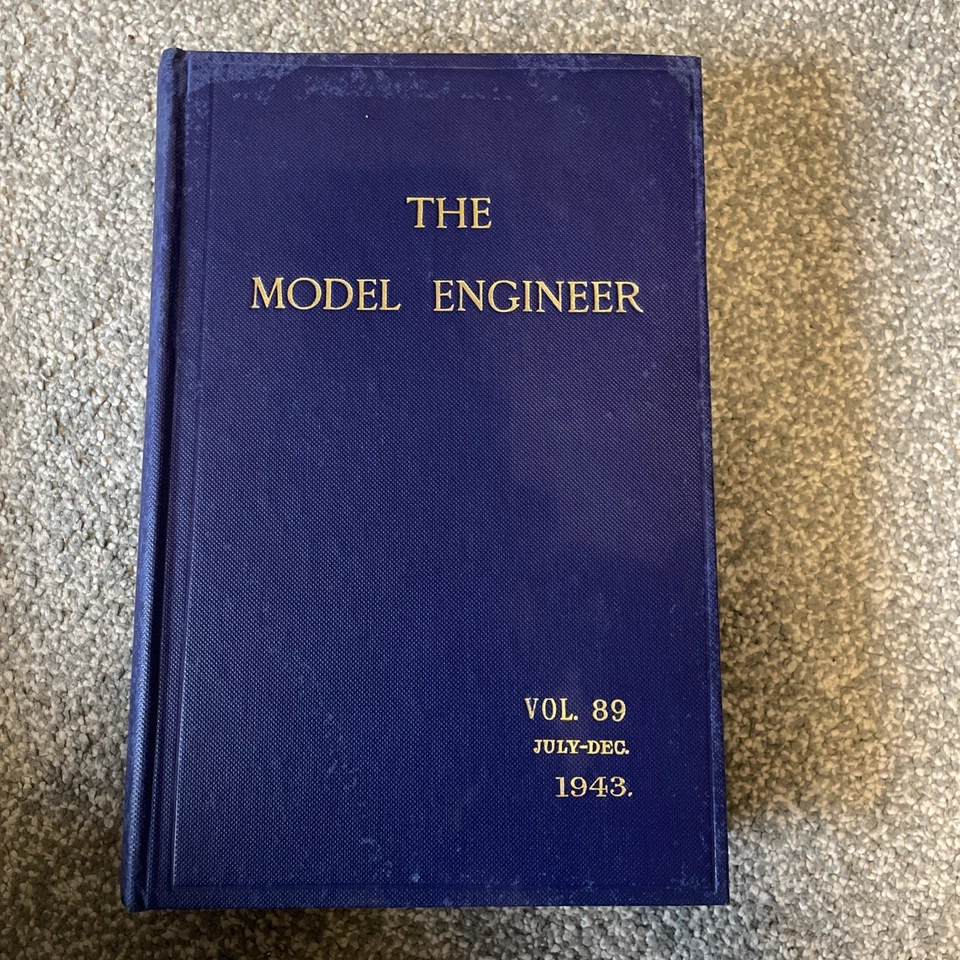 THE
MODEL ENGINEER
VOL. 89
JULY-DEC.
1943.